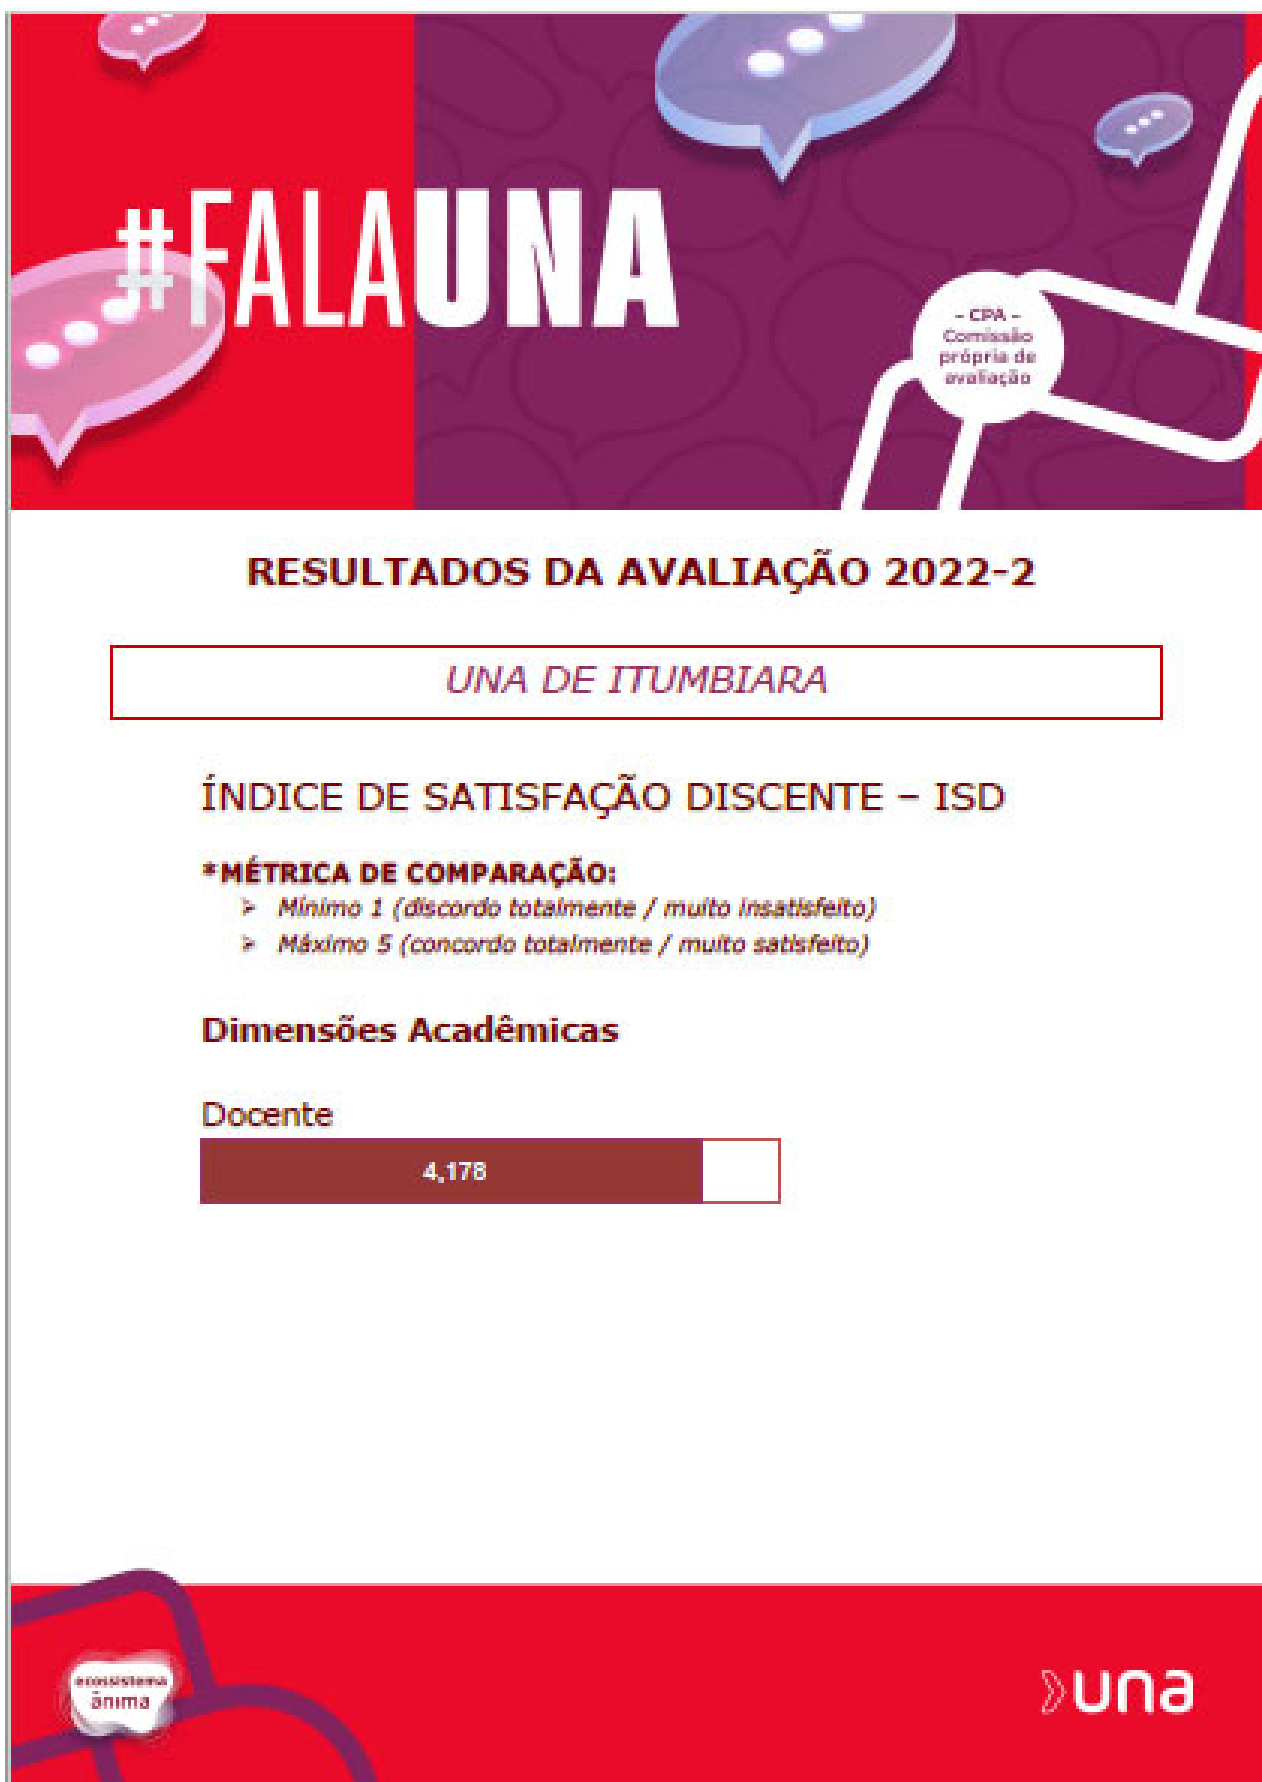 #FALAUNA
- CPA -
Comissão
própria de
avaliação
RESULTADOS DA AVALIAÇÃO 2022-2
UNA DE ITUMBIARA
ÍNDICE DE SATISFAÇÃO DISCENTE – ISD
*MÉTRICA DE COMPARAÇÃO:
➢ Mínimo 1 (discordo totalmente / muito insatisfeito)
➢ Máximo 5 (concordo totalmente / muito satisfeito)
Dimensões Acadêmicas
Docente
4,178
ecossistema
ânima
una